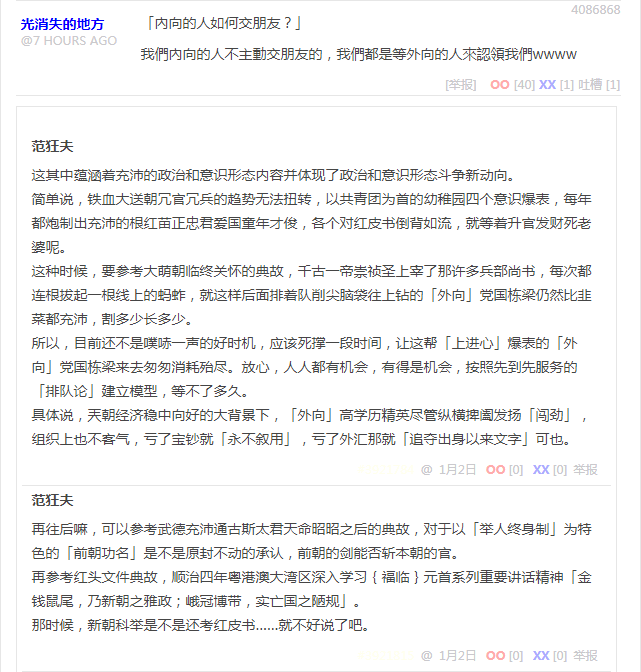 4086868
光消失的地方
@7 HOURS AGO
「内向的人如何交朋友？」
我們内向的人不主動交朋友的，我們都是等外向的人來認領我們wwww
[举报] OO [40] XX [1] 吐槽 [1]
范狂夫
这其中蕴涵着充沛的政治和意识形态内容并体现了政治和意识形态斗争新动向。
简单说，铁血大送朝冗官冗兵的趋势无法扭转，以共青团为首的幼稚园四个意识爆表，每年
都炮制出充沛的根红苗正忠君爱国童年才俊，各个对红皮书倒背如流，就等着升官发财死老
婆呢。
这种时候，要参考大萌朝临终关怀的典故，千古一帝崇祯圣上宰了那许多兵部尚书，每次都
连根拔起一根线上的蚂蚱，就这样后面排着队削尖脑袋往上钻的「外向」党国栋梁仍然比韭
菜都充沛，割多少长多少。
所以，目前还不是噗哧一声的好时机，应该死撑一段时间，让这帮「上进心」爆表的「外
向」党国栋梁来去匆匆消耗殆尽。放心，人人都有机会，有得是机会，按照先到先服务的
「排队论」建立模型，等不了多久。
具体说，天朝经济稳中向好的大背景下，「外向」高学历精英尽管纵横捭阖发扬「闯劲」，
组织上也不客气，亏了宝钞就「永不叙用」，亏了外汇那就「追夺出身以来文字」可也。
@ 1月2日 OO [0] XX [0] 举报
范狂夫
再往后嘛，可以参考武德充沛通古斯太君天命昭昭之后的典故，对于以「举人终身制」为特
色的「前朝功名」是不是原封不动的承认，前朝的剑能否斩本朝的官。
再参考红头文件典故，顺治四年粤港澳大湾区深入学习｛福临｝元首系列重要讲话精神「金
钱鼠尾，乃新朝之雅政；峨冠博带，实亡国之陋规」。
那时候，新朝科举是不是还考红皮书……就不好说了吧。
@ 1月2日 OO [0] XX [0] 举报